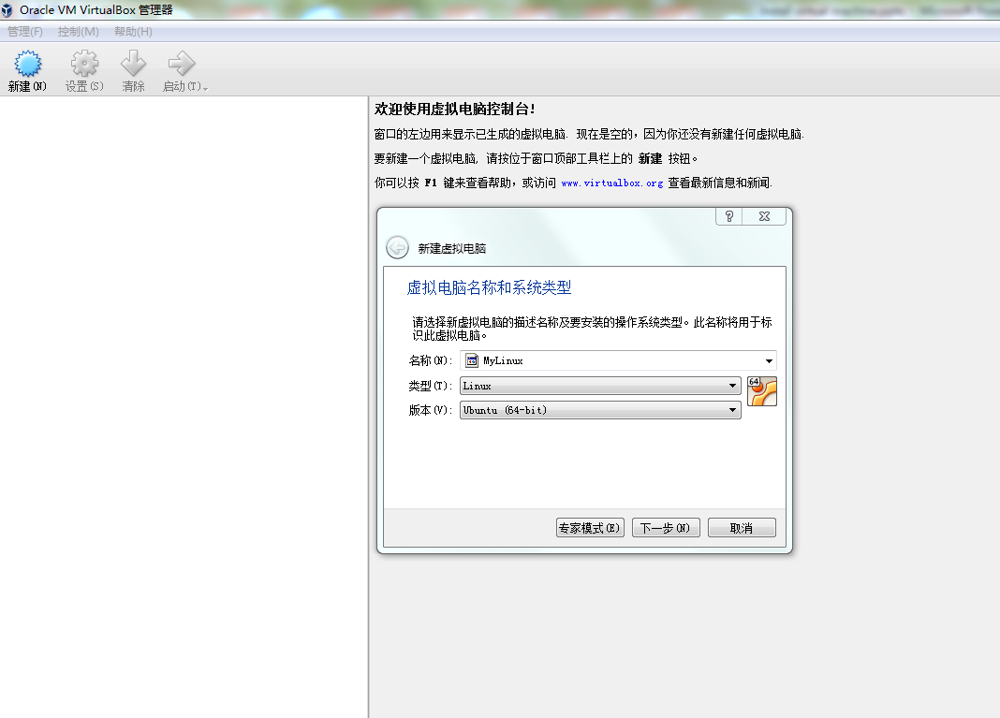 Oracle VM VirtualBox 管理器
管理(F) 控制(M) 帮助(H)
新建(N) 设置(S) 清除 启动(T)
欢迎使用虚拟电脑控制台!
窗口的左边用来显示已生成的虚拟电脑. 现在是空的, 因为你还没有新建任何虚拟电脑.
要新建一个虚拟电脑, 请按位于窗口顶部工具栏上的 新建 按钮。
你可以按 F1 键来查看帮助, 或访问 www.virtualbox.org 查看最新信息和新闻.
新建虚拟电脑
虚拟电脑名称和系统类型
请选择新虚拟电脑的描述名称及要安装的操作系统类型。此名称将用于标
识此虚拟电脑。
名称(N): MyLinux
类型(T): Linux
64
版本(V): Ubuntu (64-bit)
专家模式(E) 下一步(N) 取消